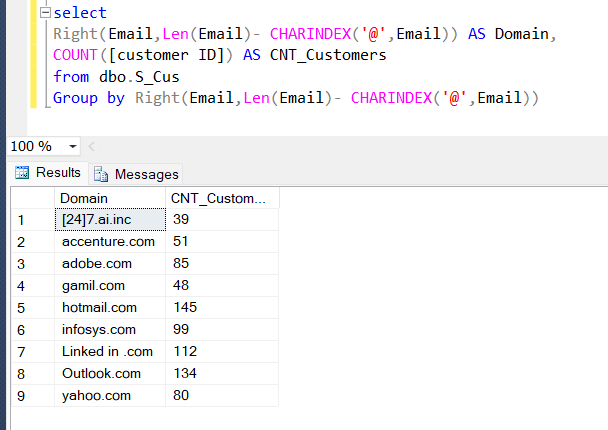 select
Right(Email,Len(Email)- CHARINDEX('@',Email)) AS Domain,
COUNT([customer ID]) AS CNT_Customers
from dbo.S_Cus
Group by Right(Email,Len(Email)- CHARINDEX('@',Email))
100 %
Results Messages
Domain CNT_Custom...
1 [24]7.ai.inc 39
2 accenture.com 51
3 adobe.com 85
4 gamil.com 48
5 hotmail.com 145
6 infosys.com 99
7 Linked in .com 112
8 Outlook.com 134
9 yahoo.com 80